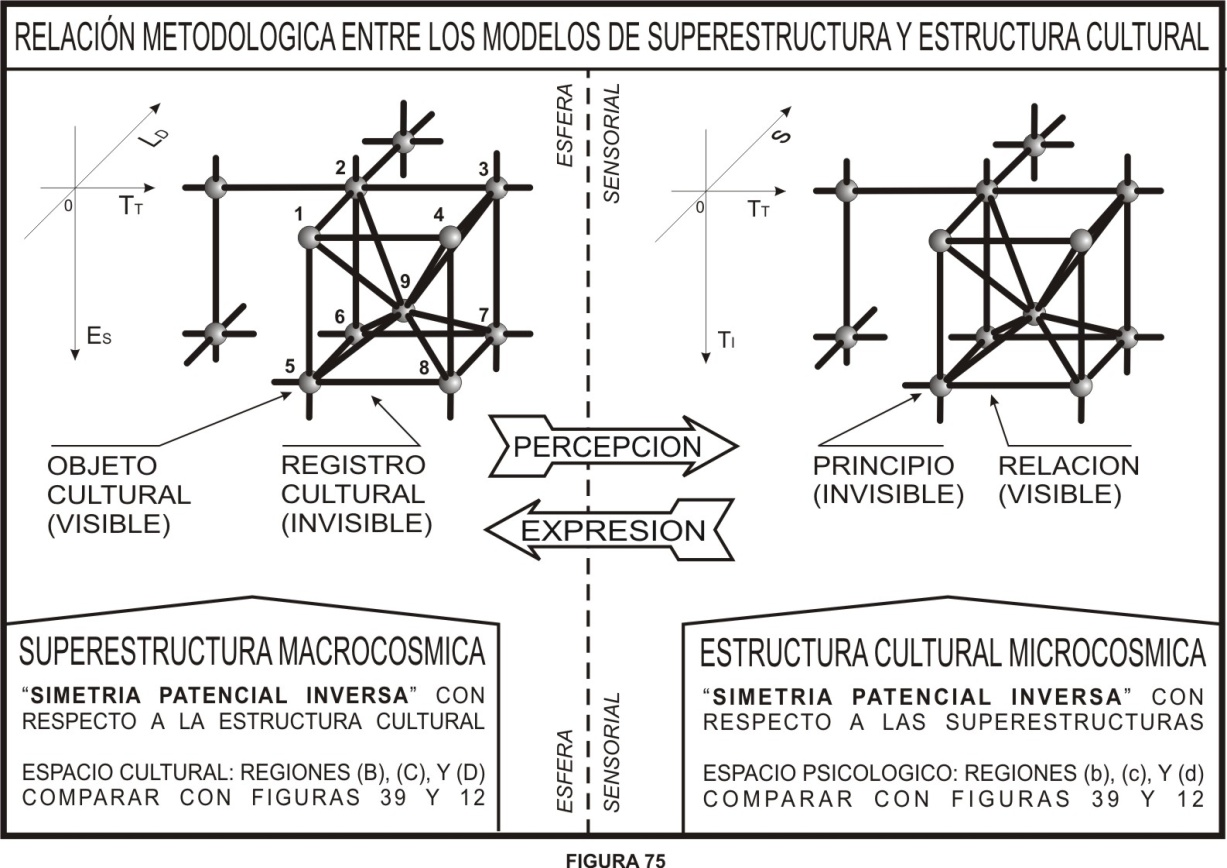 RELACIÓN METODOLOGICA ENTRE LOS MODELOS DE SUPERESTRUCTURA Y ESTRUCTURA CULTURAL
ESFERA
SENSORIAL
LD
TT
0
ES
1
2
3
4
5
6
7
8
9
S
TT
0
TI
OBJETO
CULTURAL
(VISIBLE)
REGISTRO
CULTURAL
(INVISIBLE)
PERCEPCION
EXPRESION
PRINCIPIO
(INVISIBLE)
RELACION
(VISIBLE)
SUPERESTRUCTURA MACROCOSMICA
“SIMETRIA PATENCIAL INVERSA” CON
RESPECTO A LA ESTRUCTURA CULTURAL
ESPACIO CULTURAL: REGIONES (B), (C), Y (D)
COMPARAR CON FIGURAS 39 Y 12
ESFERA
SENSORIAL
ESTRUCTURA CULTURAL MICROCOSMICA
“SIMETRIA PATENCIAL INVERSA” CON
RESPECTO A LAS SUPERESTRUCTURAS
ESPACIO PSICOLOGICO: REGIONES (b), (c), Y (d)
COMPARAR CON FIGURAS 39 Y 12
FIGURA 75